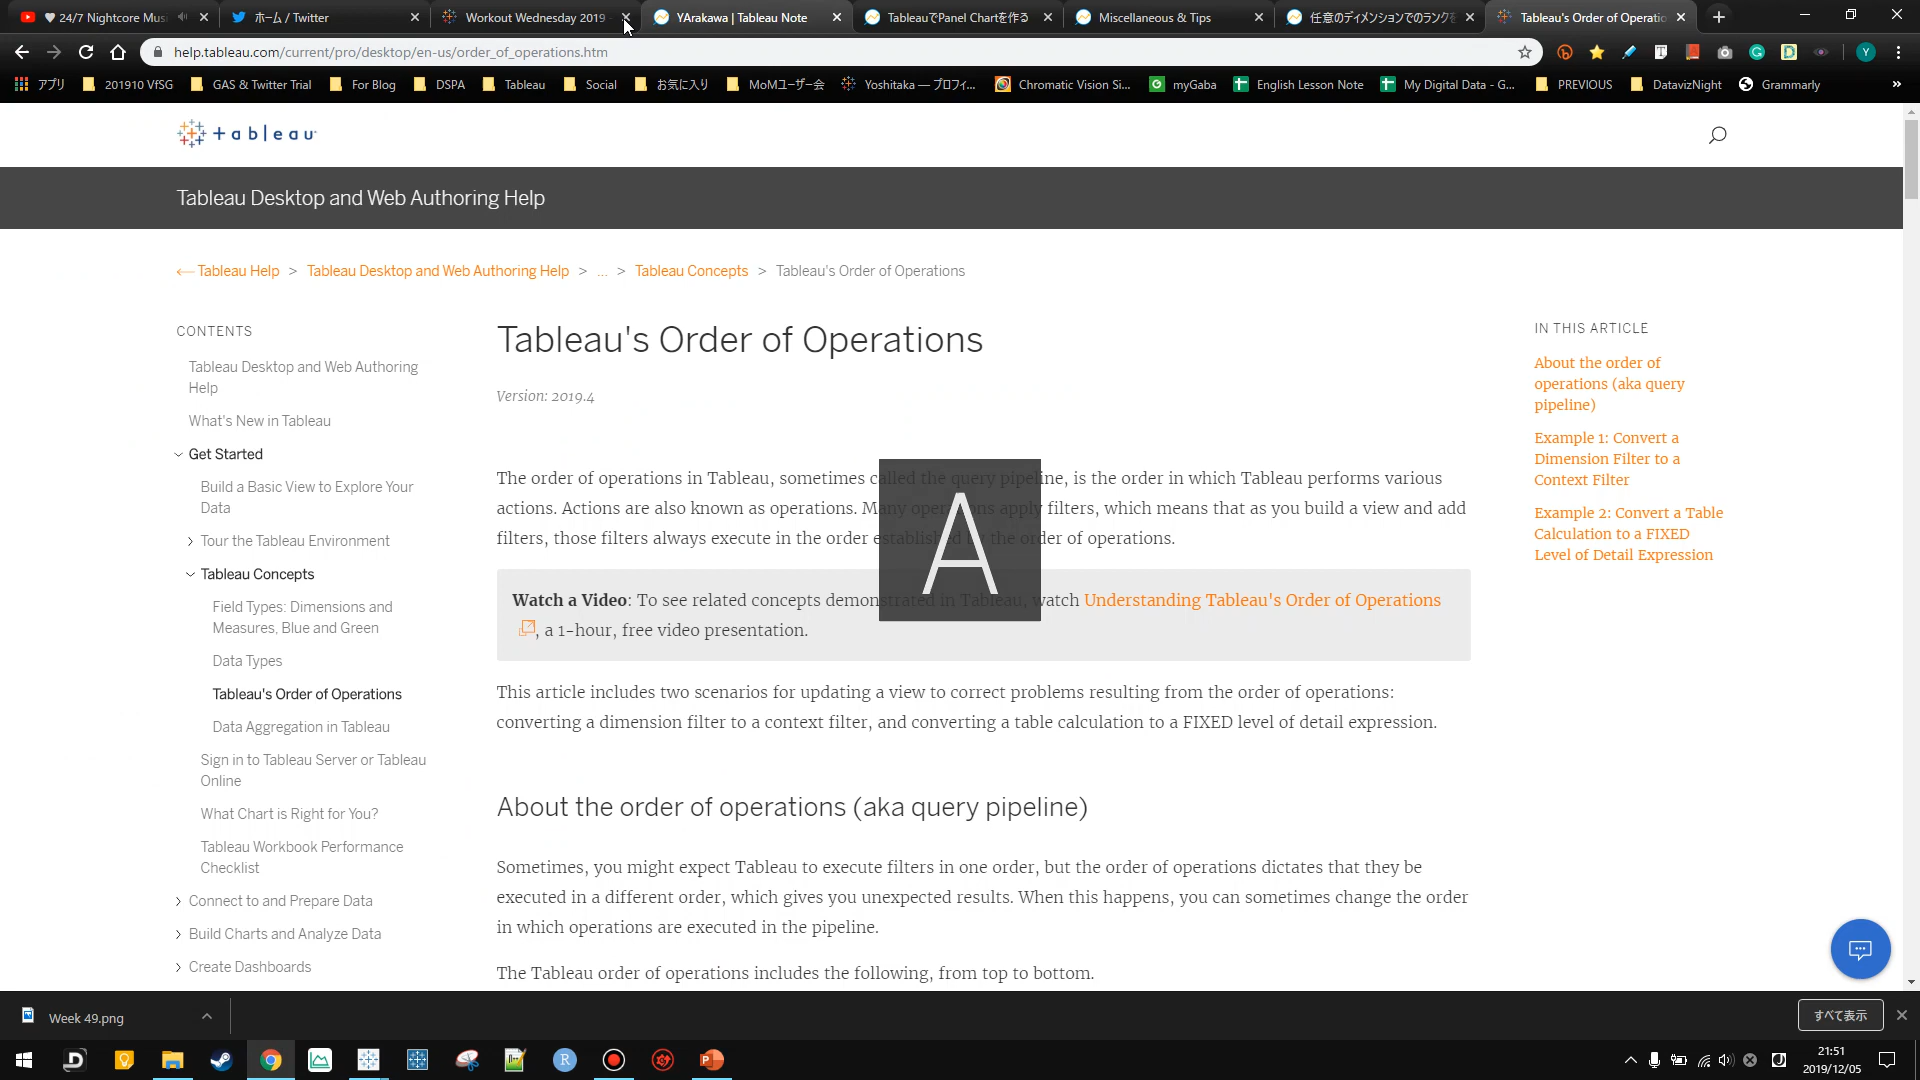 ♥ 24/7 Nightcore Mus
ホーム / Twitter
Workout Wednesday 2019
YArakawa | Tableau Note
TableauでPanel Chartを作る
Miscellaneous & Tips
任意のディメンションでのランクを
Tableau's Order of Operatio
help.tableau.com/current/pro/desktop/en-us/order_of_operations.htm
Y
アプリ
201910 VfSG
GAS & Twitter Trial
For Blog
DSPA
Tableau
Social
お気に入り
MoMユーザー会
Yoshitaka — プロフィ...
Chromatic Vision Si...
myGaba
English Lesson Note
My Digital Data - G...
PREVIOUS
DatavizNight
Grammarly
»
+ a b | e a u
Tableau Desktop and Web Authoring Help
← Tableau Help > Tableau Desktop and Web Authoring Help > ... > Tableau Concepts > Tableau's Order of Operations
CONTENTS
Tableau Desktop and Web Authoring
Help
What's New in Tableau
Get Started
Build a Basic View to Explore Your
Data
Tour the Tableau Environment
Tableau Concepts
Field Types: Dimensions and
Measures, Blue and Green
Data Types
Tableau's Order of Operations
Data Aggregation in Tableau
Sign in to Tableau Server or Tableau
Online
What Chart is Right for You?
Tableau Workbook Performance
Checklist
Connect to and Prepare Data
Build Charts and Analyze Data
Create Dashboards
Tableau's Order of Operations
Version: 2019.4
The order of operations in Tableau, sometimes called the query pipeline, is the order in which Tableau performs various
actions. Actions are also known as operations. Many operations apply filters, which means that as you build a view and add
filters, those filters always execute in the order established by the order of operations.
A
Watch a Video: To see related concepts demonstrated in Tableau, watch Understanding Tableau's Order of Operations
, a 1-hour, free video presentation.
This article includes two scenarios for updating a view to correct problems resulting from the order of operations:
converting a dimension filter to a context filter, and converting a table calculation to a FIXED level of detail expression.
About the order of operations (aka query pipeline)
Sometimes, you might expect Tableau to execute filters in one order, but the order of operations dictates that they be
executed in a different order, which gives you unexpected results. When this happens, you can sometimes change the order
in which operations are executed in the pipeline.
The Tableau order of operations includes the following, from top to bottom.
IN THIS ARTICLE
About the order of
operations (aka query
pipeline)
Example 1: Convert a
Dimension Filter to a
Context Filter
Example 2: Convert a Table
Calculation to a FIXED
Level of Detail Expression
Week 49.png
すべて表示
21:51
2019/12/05